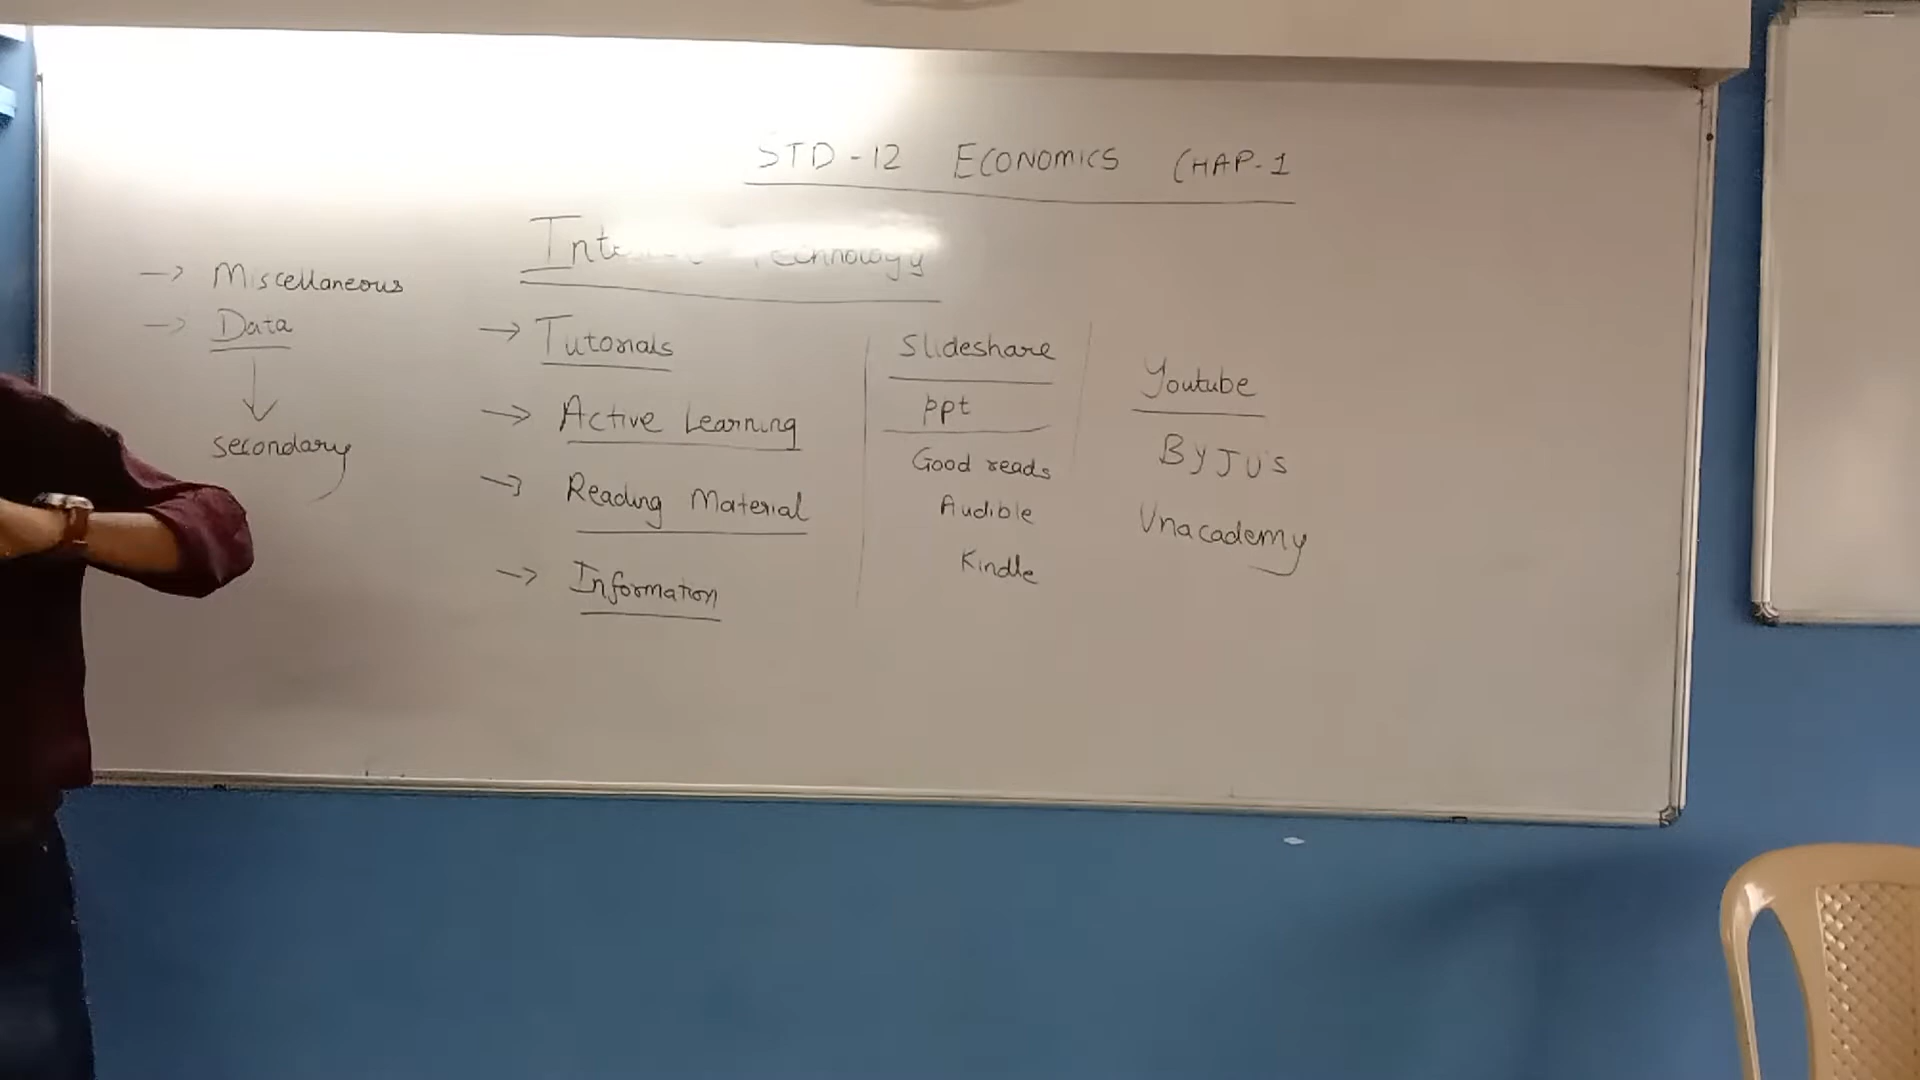 STD - 12 ECONOMICS CHAP-1
Technology
→ Miscellaneous
→ Data
↓
secondary
→ Tutorials
→ Active Learning
→ Reading Material
→ Information
Slideshare
ppt
Good reads
Audible
Kindle
Youtube
BYJU'S
Unacademy